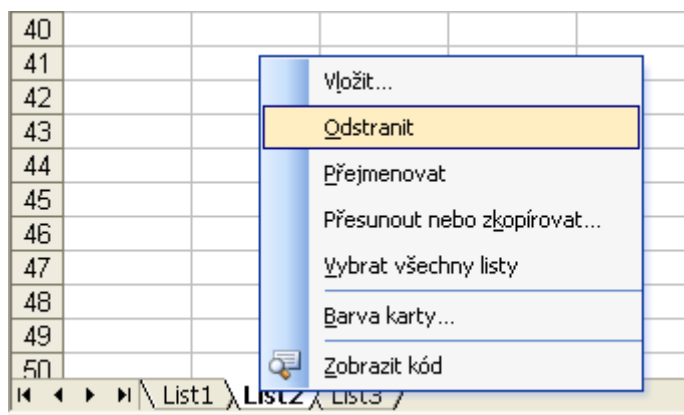 40
41
42
43
44
45
46
47
48
49
50
Vložit...
Odstranit
Přejmenovat
Přesunout nebo zkopírovat...
Vybrat všechny listy
Barva karty...
Zobrazit kód
List1 List2 List3